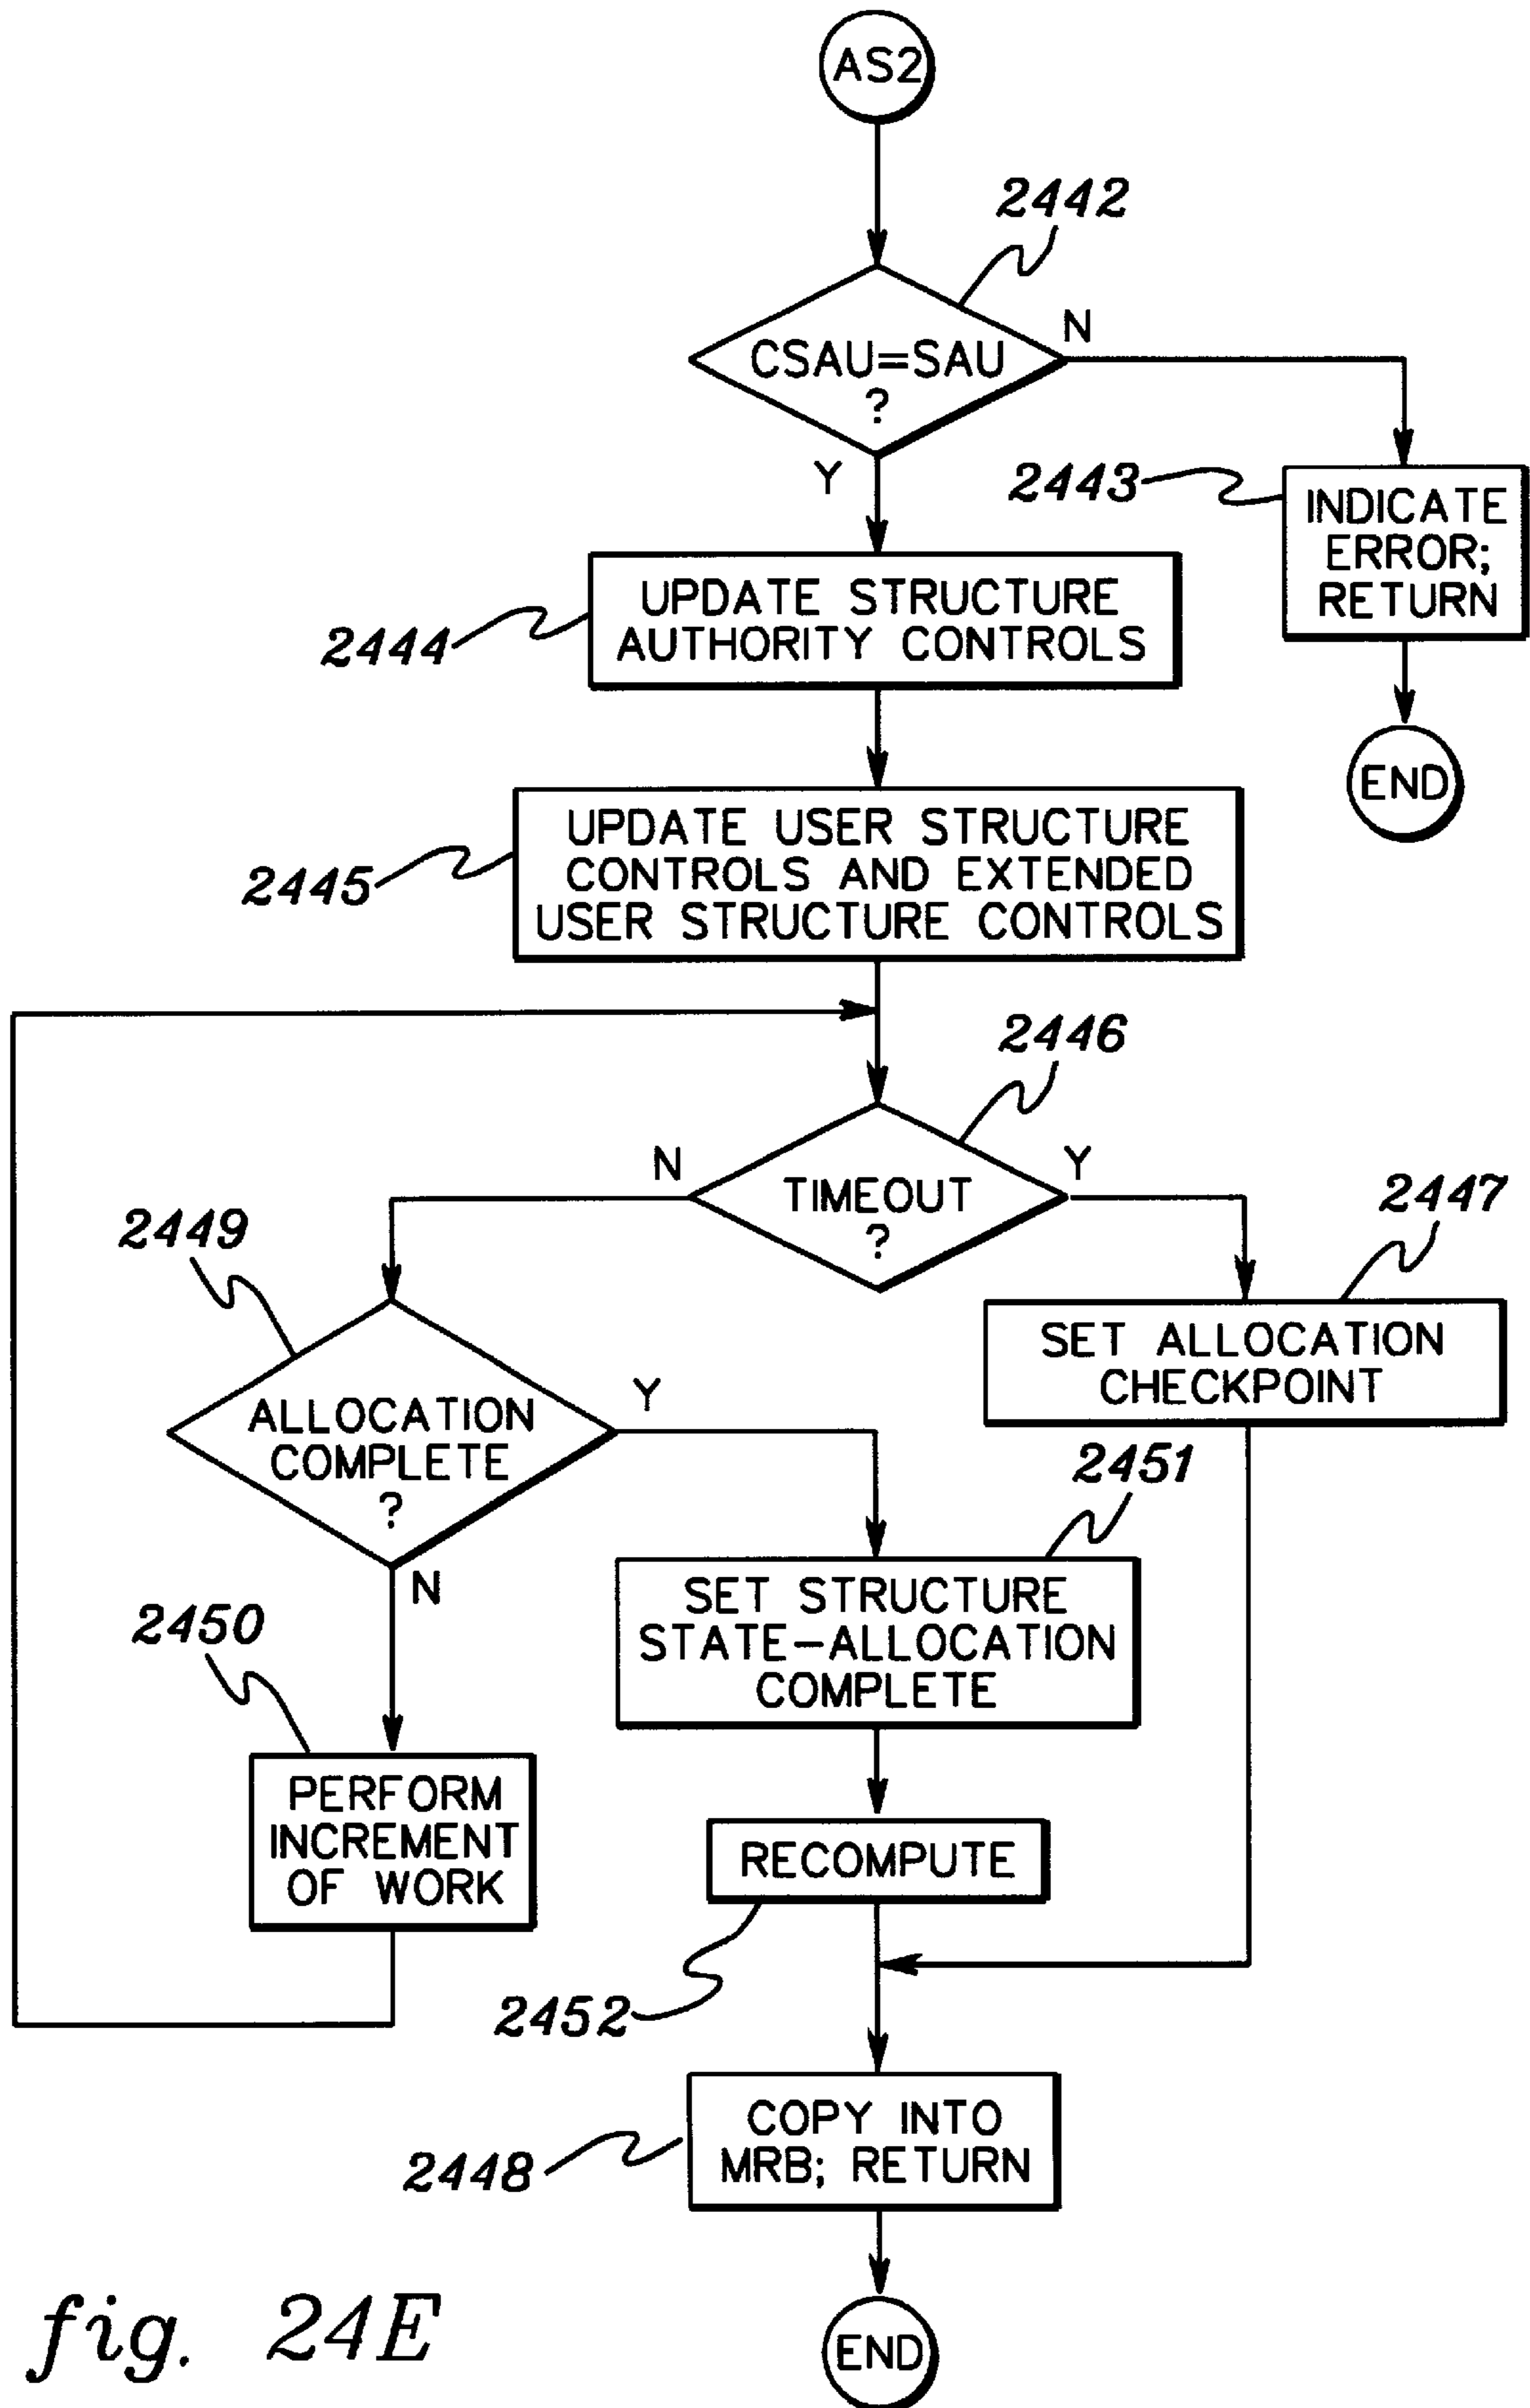 AS2
2442
CSAU=SAU
?
N
Y
2443
INDICATE
ERROR;
RETURN
END
2444
UPDATE STRUCTURE
AUTHORITY CONTROLS
2445
UPDATE USER STRUCTURE
CONTROLS AND EXTENDED
USER STRUCTURE CONTROLS
2446
TIMEOUT
?
N
Y
2447
SET ALLOCATION
CHECKPOINT
2449
ALLOCATION
COMPLETE
?
Y
N
2451
SET STRUCTURE
STATE-ALLOCATION
COMPLETE
2450
PERFORM
INCREMENT
OF WORK
RECOMPUTE
2452
2448
COPY INTO
MRB; RETURN
END
fig. 24E